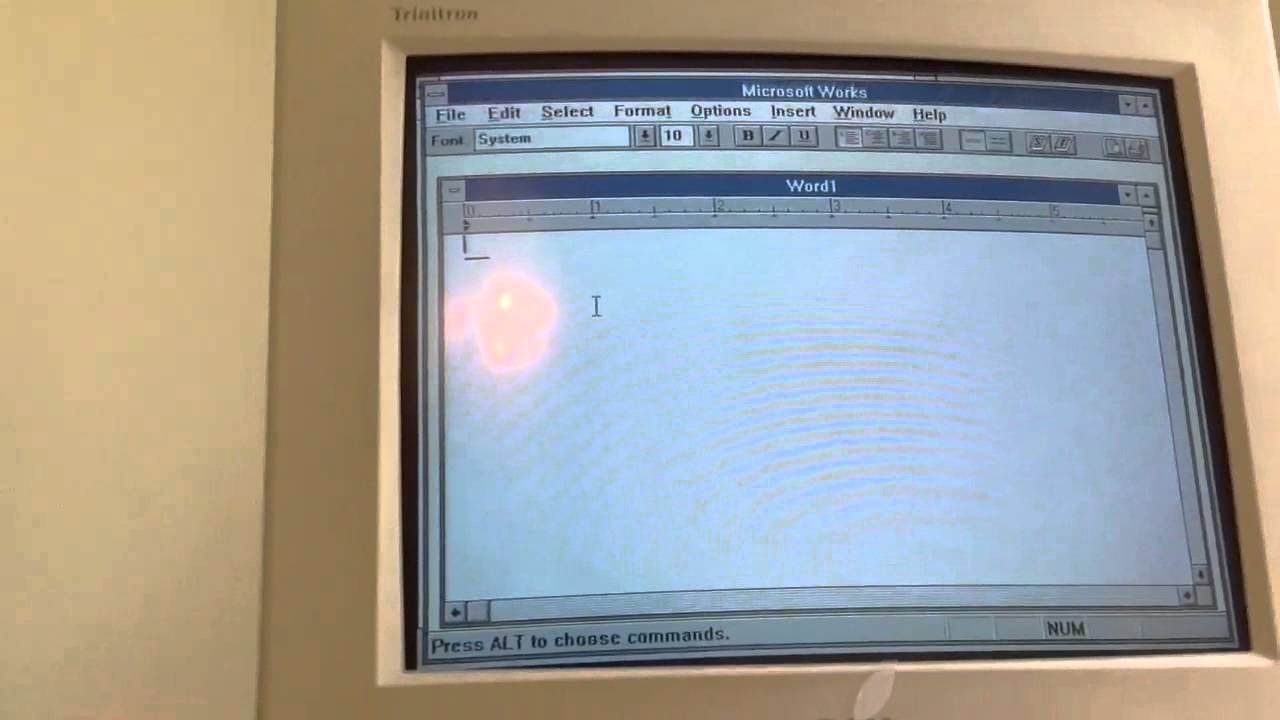 Trinitron
Microsoft Works
File Edit Select Format Options Insert Window Help
Font System 10 B I U
Word1
0 1 2 3 4 5
Press ALT to choose commands. NUM